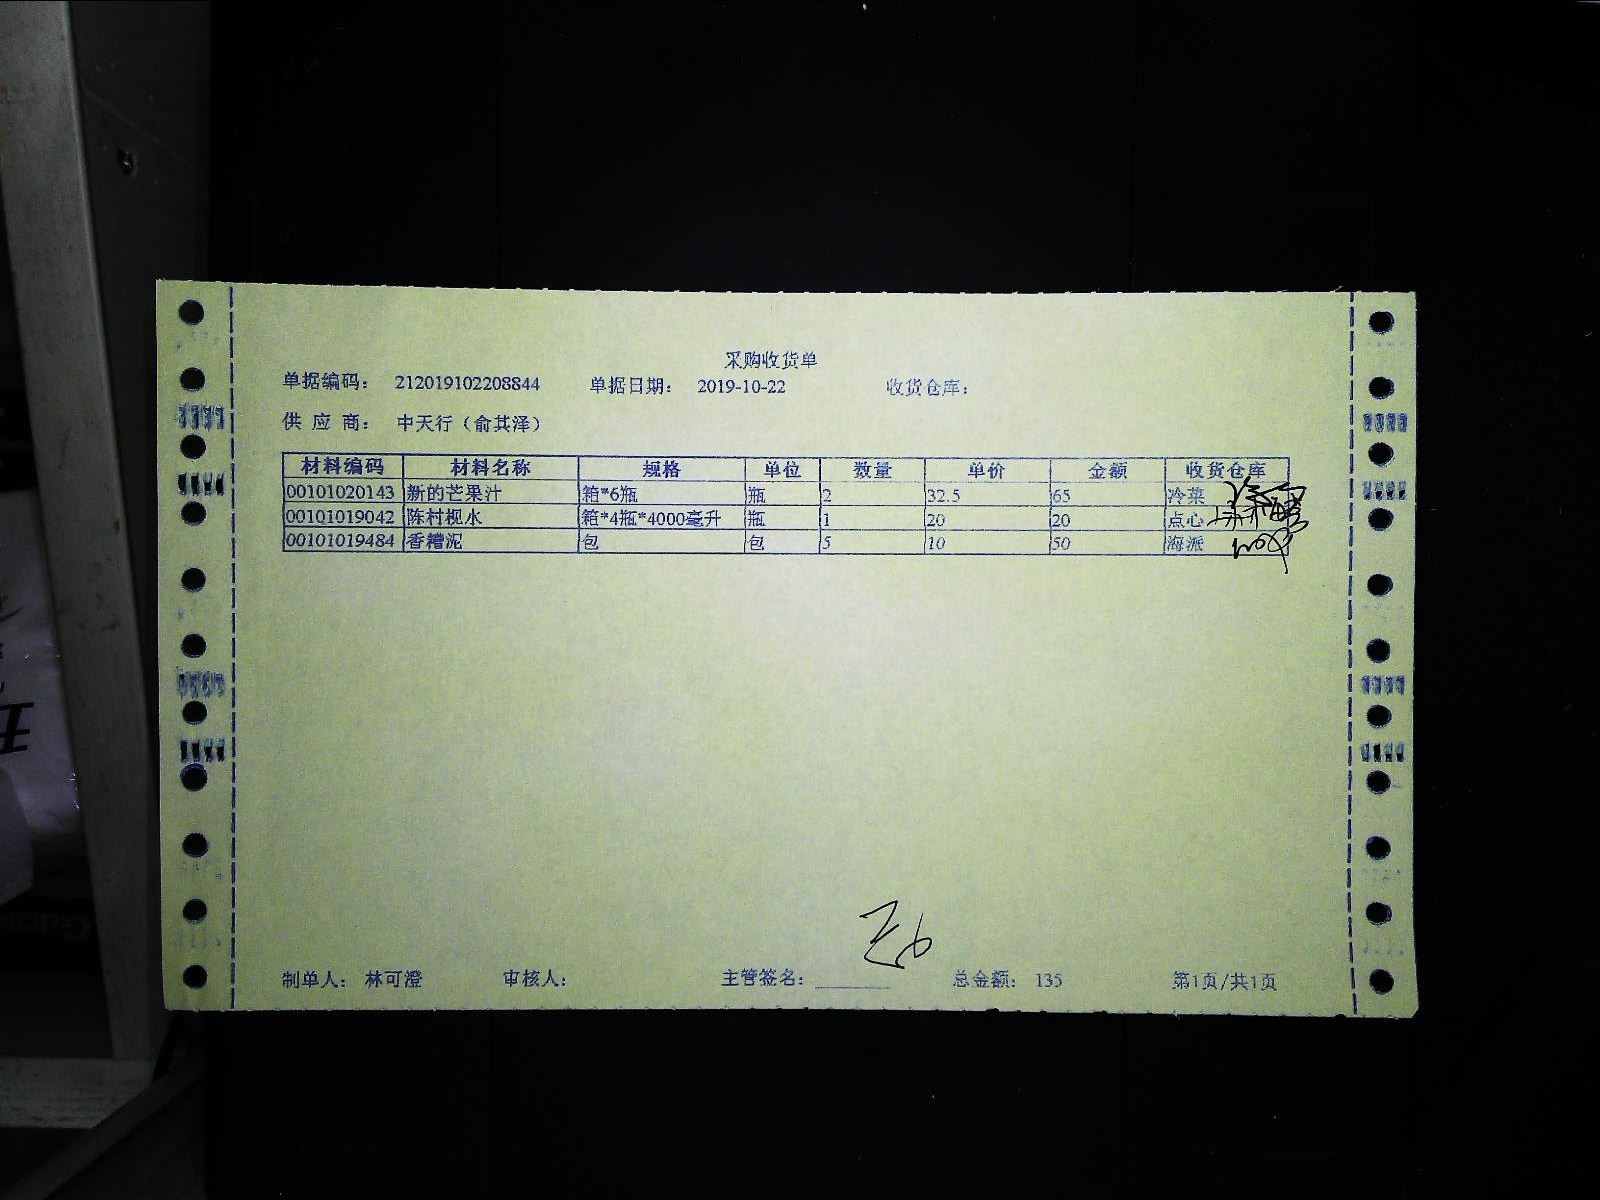 采购收货单
单据编码： 212019102208844 单据日期： 2019-10-22 收货仓库：
供 应 商： 中天行（俞其泽）
材料编码 材料名称 规格 单位 数量 单价 金额 收货仓库
00101020143 新的芒果汁 箱*6瓶 瓶 2 32.5 65 冷菜
00101019042 陈村枧水 箱*4瓶*4000毫升 瓶 1 20 20 点心
00101019484 香糟泥 包 包 5 10 50 海派
制单人： 林可澄 审核人： 主管签名： 总金额： 135 第1页/共1页